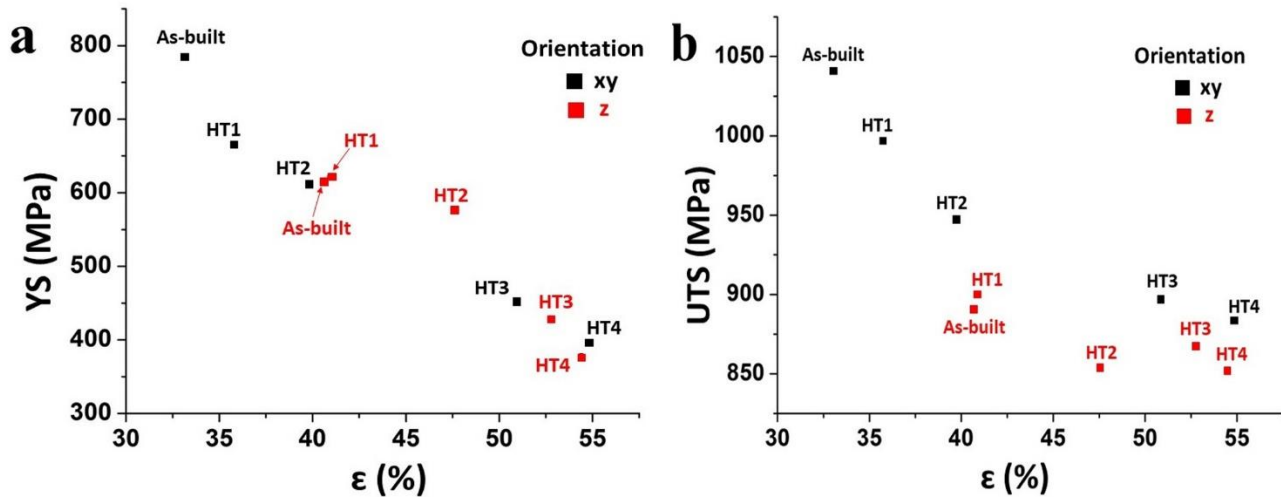 a
800
700
600
500
400
300
YS (MPa)
As-built
HT1
HT2
HT1
As-built
HT2
HT3
HT3
HT4
HT4
Orientation
xy
z
30 35 40 45 50 55
ε (%)
b
1050
1000
950
900
850
UTS (MPa)
As-built
HT1
HT2
HT1
As-built
HT2
HT3
HT4
HT3
HT4
Orientation
xy
z
30 35 40 45 50 55
ε (%)